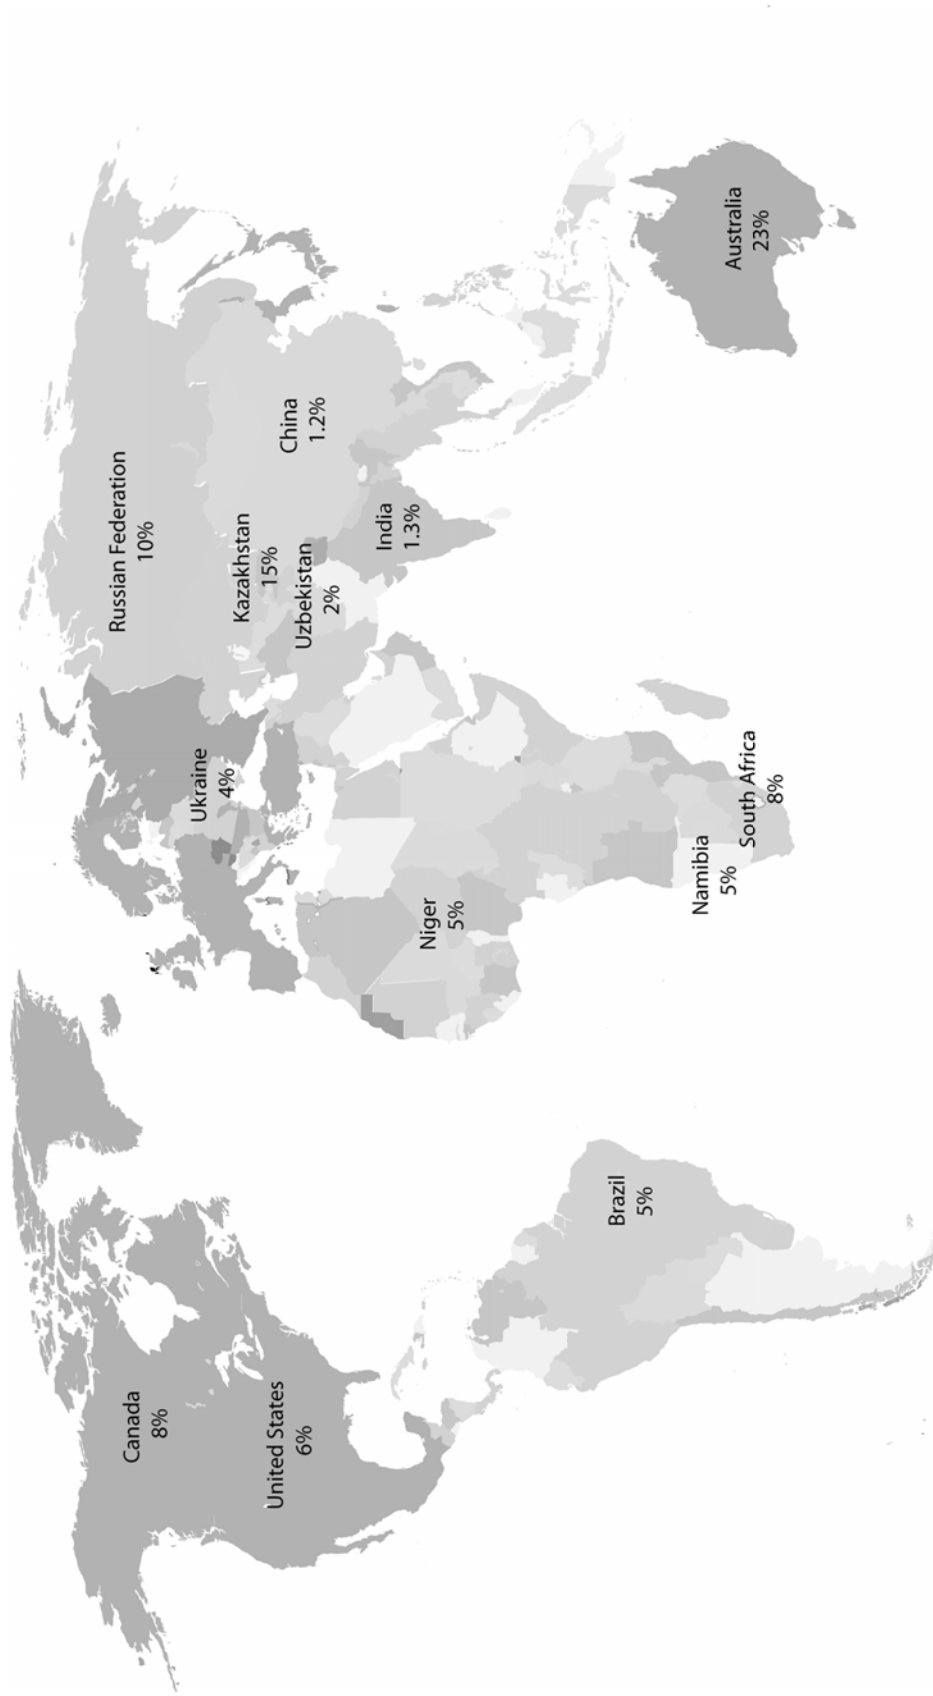 Canada
8%
United States
6%
Brazil
5%
Ukraine
4%
Niger
5%
Namibia
5%
South Africa
8%
Russian Federation
10%
Kazakhstan
15%
Uzbekistan
2%
China
1.2%
India
1.3%
Australia
23%